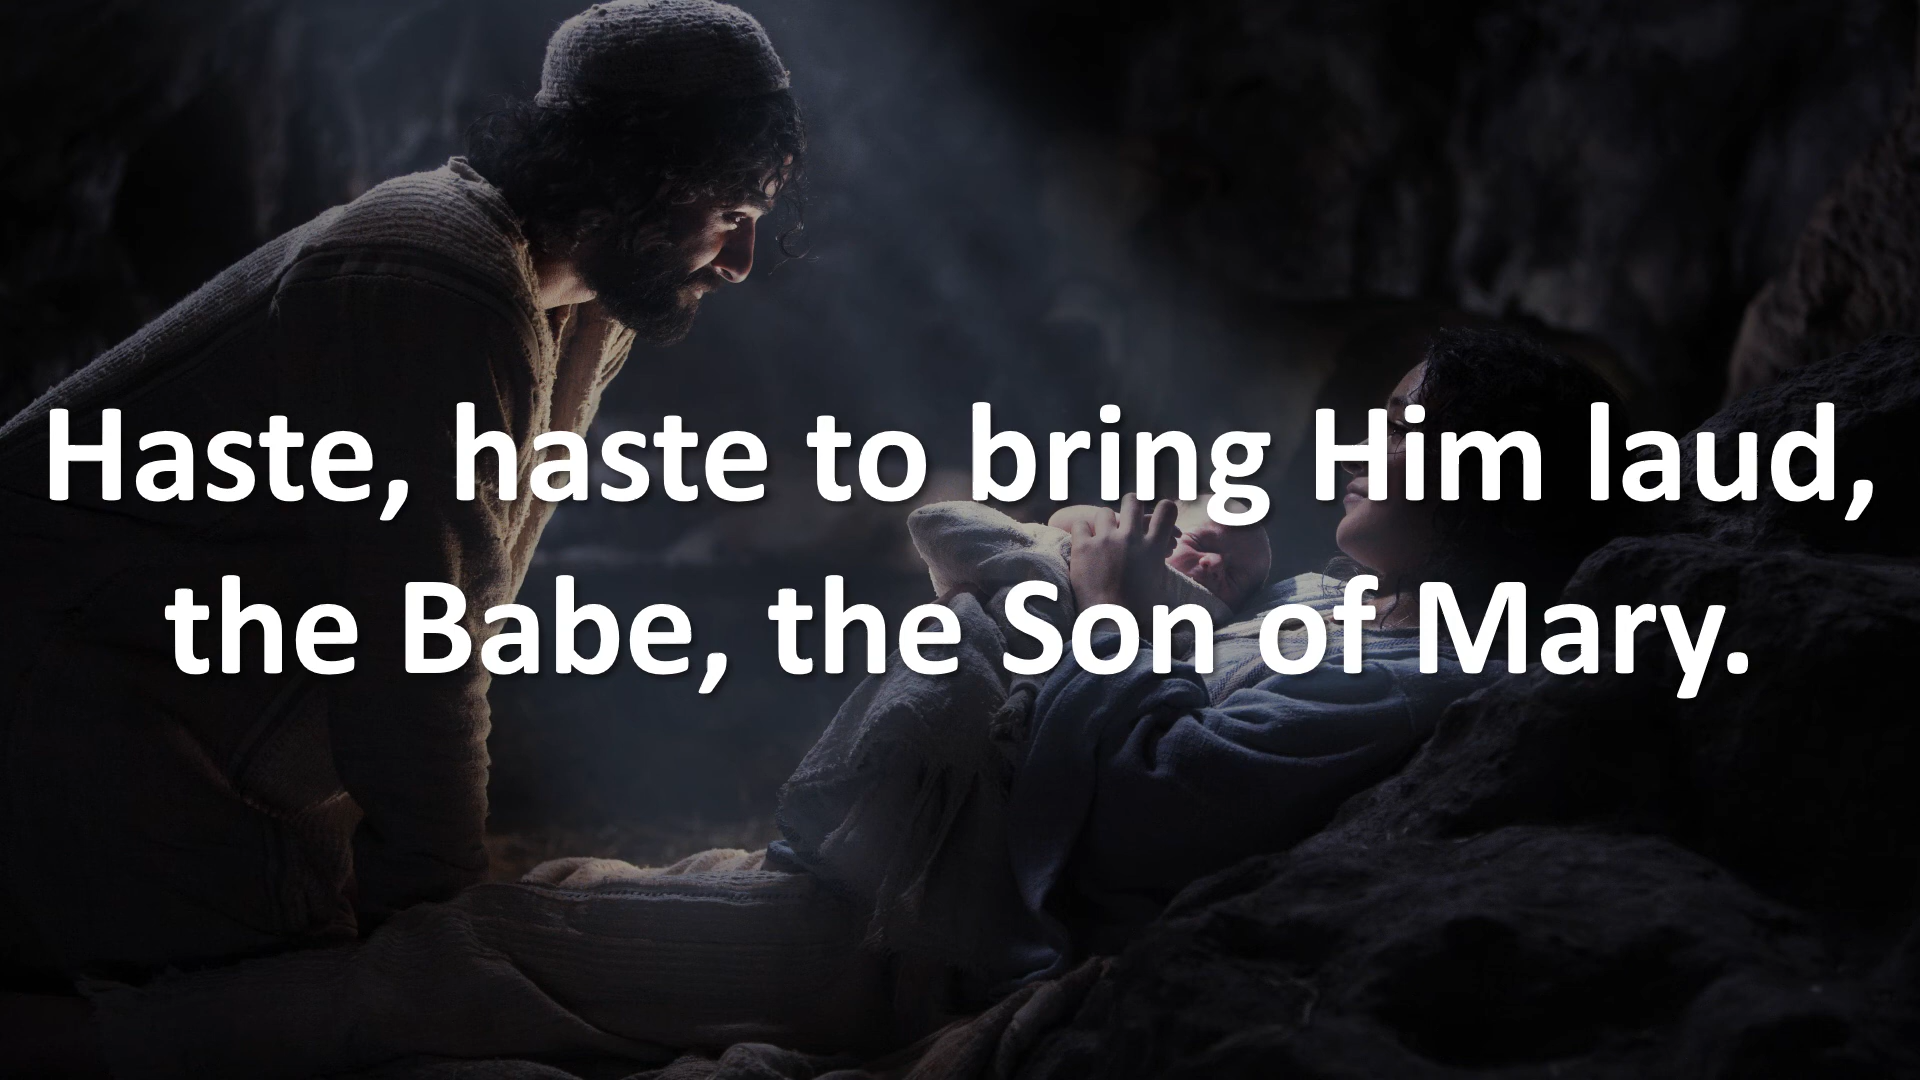 Haste, haste to bring Him laud,
the Babe, the Son of Mary.